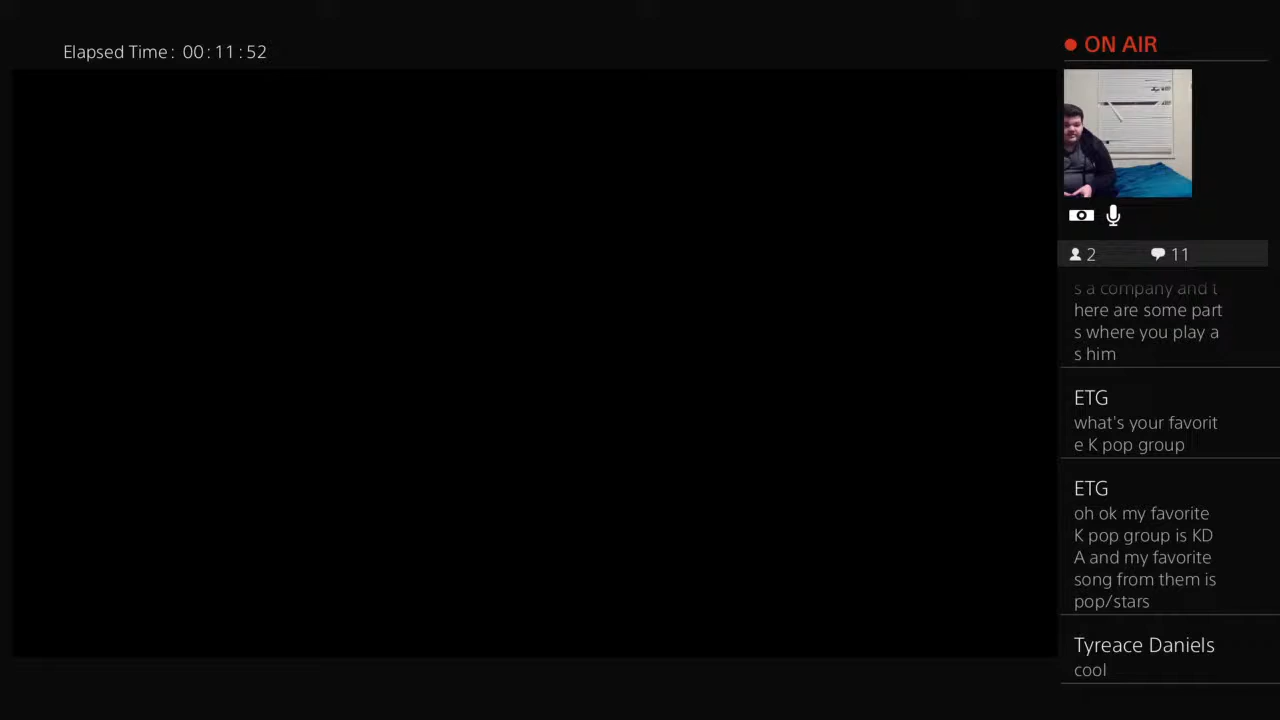 Elapsed Time: 00:11:52
ON AIR
2 11
s a company and t
here are some part
s where you play a
s him
ETG
what's your favorit
e K pop group
ETG
oh ok my favorite
K pop group is KD
A and my favorite
song from them is
pop/stars
Tyreace Daniels
cool